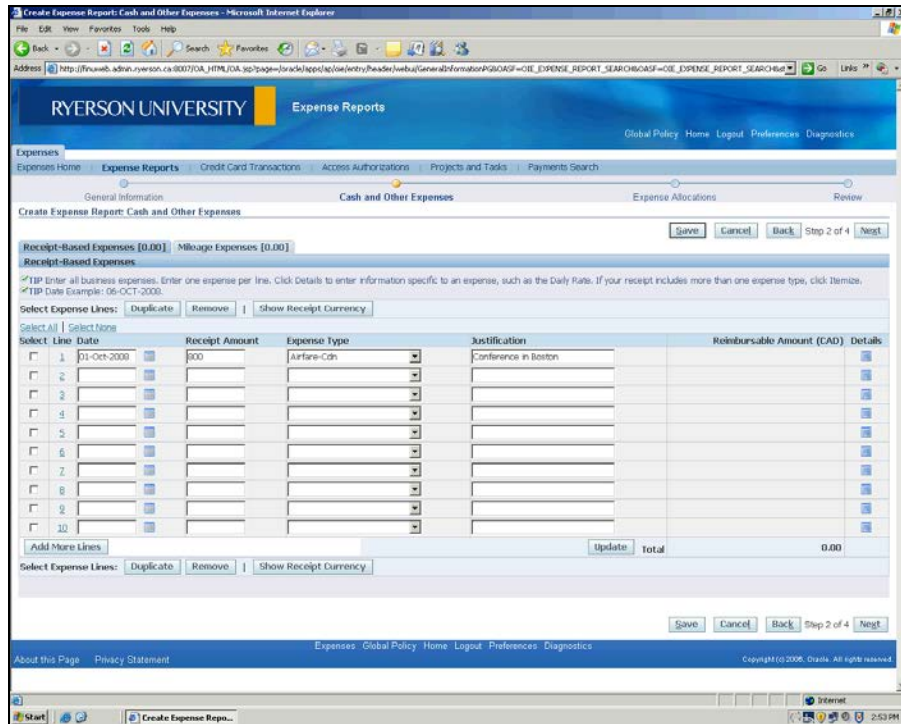 Create Expense Report: Cash and Other Expenses - Microsoft Internet Explorer
File Edit View Favorites Tools Help
Back Search Favorites
Address http://finuweb.admin.ryerson.ca:8007/OA_HTML/OA.jsp?page=/oracle/apps/ap/oie/entry/header/webui/GeneralInformationPG&OASF=OIE_EXPENSE_REPORT_SEARCH&OASF=OIE_EXPENSE_REPORT_SEARCH Go Links
RYERSON UNIVERSITY Expense Reports
Global Policy Home Logout Preferences Diagnostics
Expenses
Expenses Home Expense Reports Credit Card Transactions Access Authorizations Projects and Tasks Payments Search
General Information Cash and Other Expenses Expense Allocations Review
Create Expense Report: Cash and Other Expenses
Save Cancel Back Step 2 of 4 Next
Receipt-Based Expenses [0.00] Mileage Expenses [0.00]
Receipt-Based Expenses
TIP Enter all business expenses. Enter one expense per line. Click Details to enter information specific to an expense, such as the Daily Rate. If your receipt includes more than one expense type, click Itemize.
TIP Date Example: 06-OCT-2008.
Select Expense Lines: Duplicate Remove | Show Receipt Currency
Select All | Select None
Select Line Date Receipt Amount Expense Type Justification Reimbursable Amount (CAD) Details
1 01-Oct-2008 800 Airfare-Cdn Conference in Boston
2
3
4
5
6
7
8
9
10
Add More Lines Update Total 0.00
Select Expense Lines: Duplicate Remove | Show Receipt Currency
Save Cancel Back Step 2 of 4 Next
Expenses Global Policy Home Logout Preferences Diagnostics
About this Page Privacy Statement Copyright (c) 2006, Oracle. All rights reserved.
Internet
Start Create Expense Repo... 2:53 PM